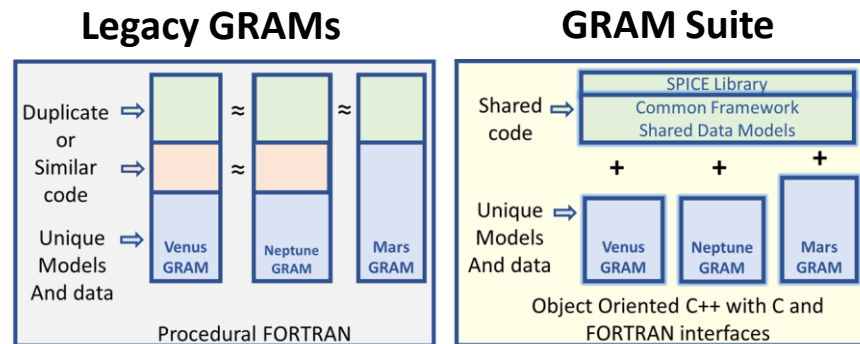 Legacy GRAMs
Duplicate
or
Similar
code
≈ ≈
≈
Unique
Models
And data
Venus
GRAM
Neptune
GRAM
Mars
GRAM
Procedural FORTRAN
GRAM Suite
Shared
code
SPICE Library
Common Framework
Shared Data Models
+ + +
Unique
Models
And data
Venus
GRAM
Neptune
GRAM
Mars
GRAM
Object Oriented C++ with C and
FORTRAN interfaces